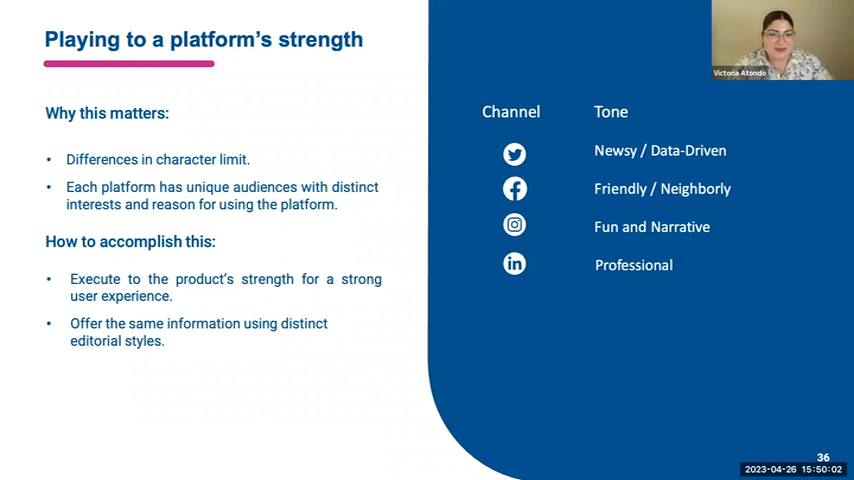 Playing to a platform's strength
Why this matters:
• Differences in character limit.
• Each platform has unique audiences with distinct
interests and reason for using the platform.
How to accomplish this:
• Execute to the product's strength for a strong
user experience.
• Offer the same information using distinct
editorial styles.
Channel Tone
Newsy / Data-Driven
Friendly / Neighborly
Fun and Narrative
in Professional
Victoria Atondo
36
2023-04-26 15:50:02